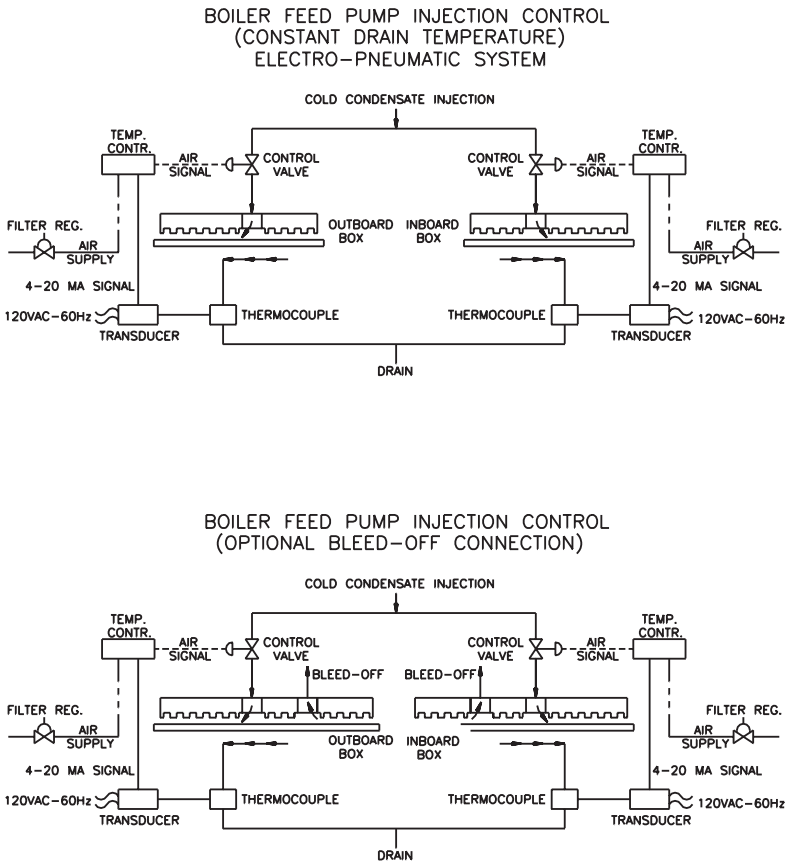 BOILER FEED PUMP INJECTION CONTROL
(CONSTANT DRAIN TEMPERATURE)
ELECTRO-PNEUMATIC SYSTEM
COLD CONDENSATE INJECTION
TEMP.
CONTR.
AIR
SIGNAL
CONTROL
VALVE
CONTROL
VALVE
AIR
SIGNAL
TEMP.
CONTR.
FILTER REG.
AIR
SUPPLY
OUTBOARD
BOX
INBOARD
BOX
FILTER REG.
AIR
SUPPLY
4-20 MA SIGNAL
4-20 MA SIGNAL
120VAC-60Hz
TRANSDUCER
THERMOCOUPLE
THERMOCOUPLE
TRANSDUCER
120VAC-60Hz
DRAIN
BOILER FEED PUMP INJECTION CONTROL
(OPTIONAL BLEED-OFF CONNECTION)
COLD CONDENSATE INJECTION
TEMP.
CONTR.
AIR
SIGNAL
CONTROL
VALVE
CONTROL
VALVE
AIR
SIGNAL
TEMP.
CONTR.
BLEED-OFF
BLEED-OFF
FILTER REG.
AIR
SUPPLY
OUTBOARD
BOX
INBOARD
BOX
FILTER REG.
AIR
SUPPLY
4-20 MA SIGNAL
4-20 MA SIGNAL
120VAC-60Hz
TRANSDUCER
THERMOCOUPLE
THERMOCOUPLE
TRANSDUCER
120VAC-60Hz
DRAIN